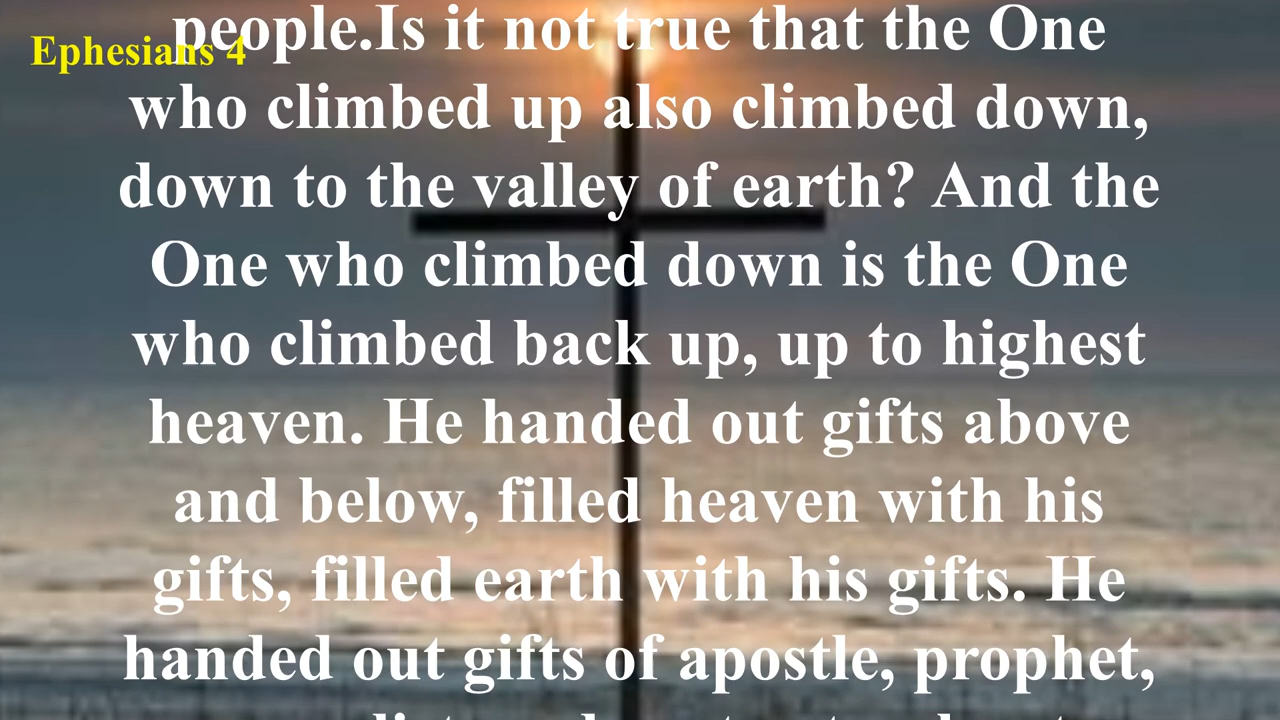 Ephesians 4
people.Is it not true that the One
who climbed up also climbed down,
down to the valley of earth? And the
One who climbed down is the One
who climbed back up, up to highest
heaven. He handed out gifts above
and below, filled heaven with his
gifts, filled earth with his gifts. He
handed out gifts of apostle, prophet,